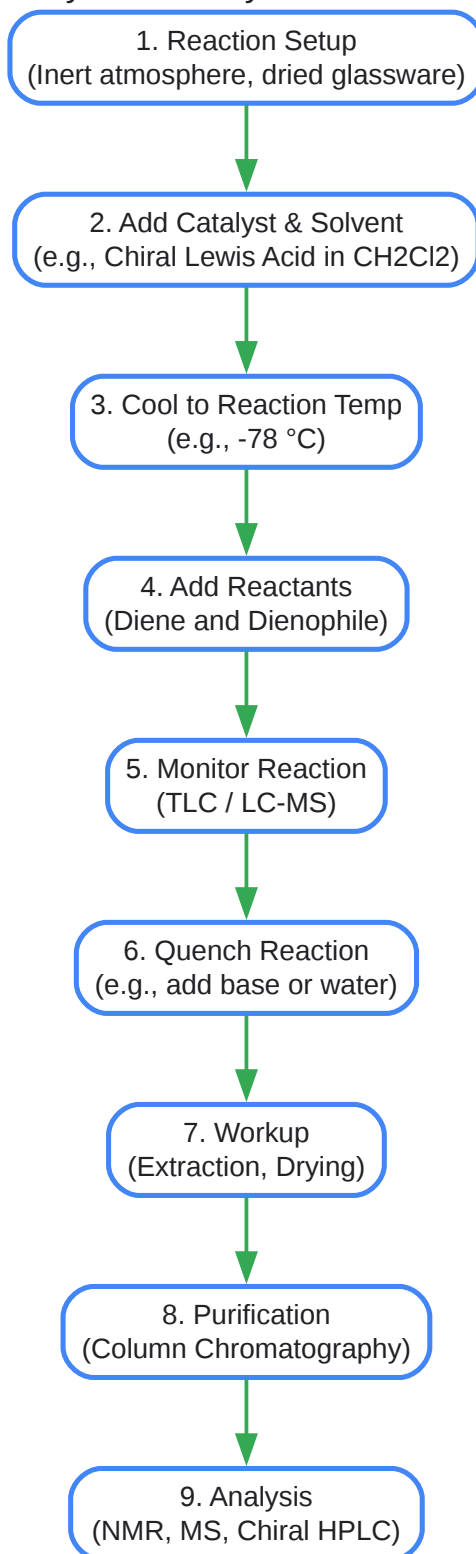 1. Reaction Setup
(Inert atmosphere, dried glassware)
2. Add Catalyst & Solvent
(e.g., Chiral Lewis Acid in CH2Cl2)
3. Cool to Reaction Temp
(e.g., -78 °C)
4. Add Reactants
(Diene and Dienophile)
5. Monitor Reaction
(TLC / LC-MS)
6. Quench Reaction
(e.g., add base or water)
7. Workup
(Extraction, Drying)
8. Purification
(Column Chromatography)
9. Analysis
(NMR, MS, Chiral HPLC)